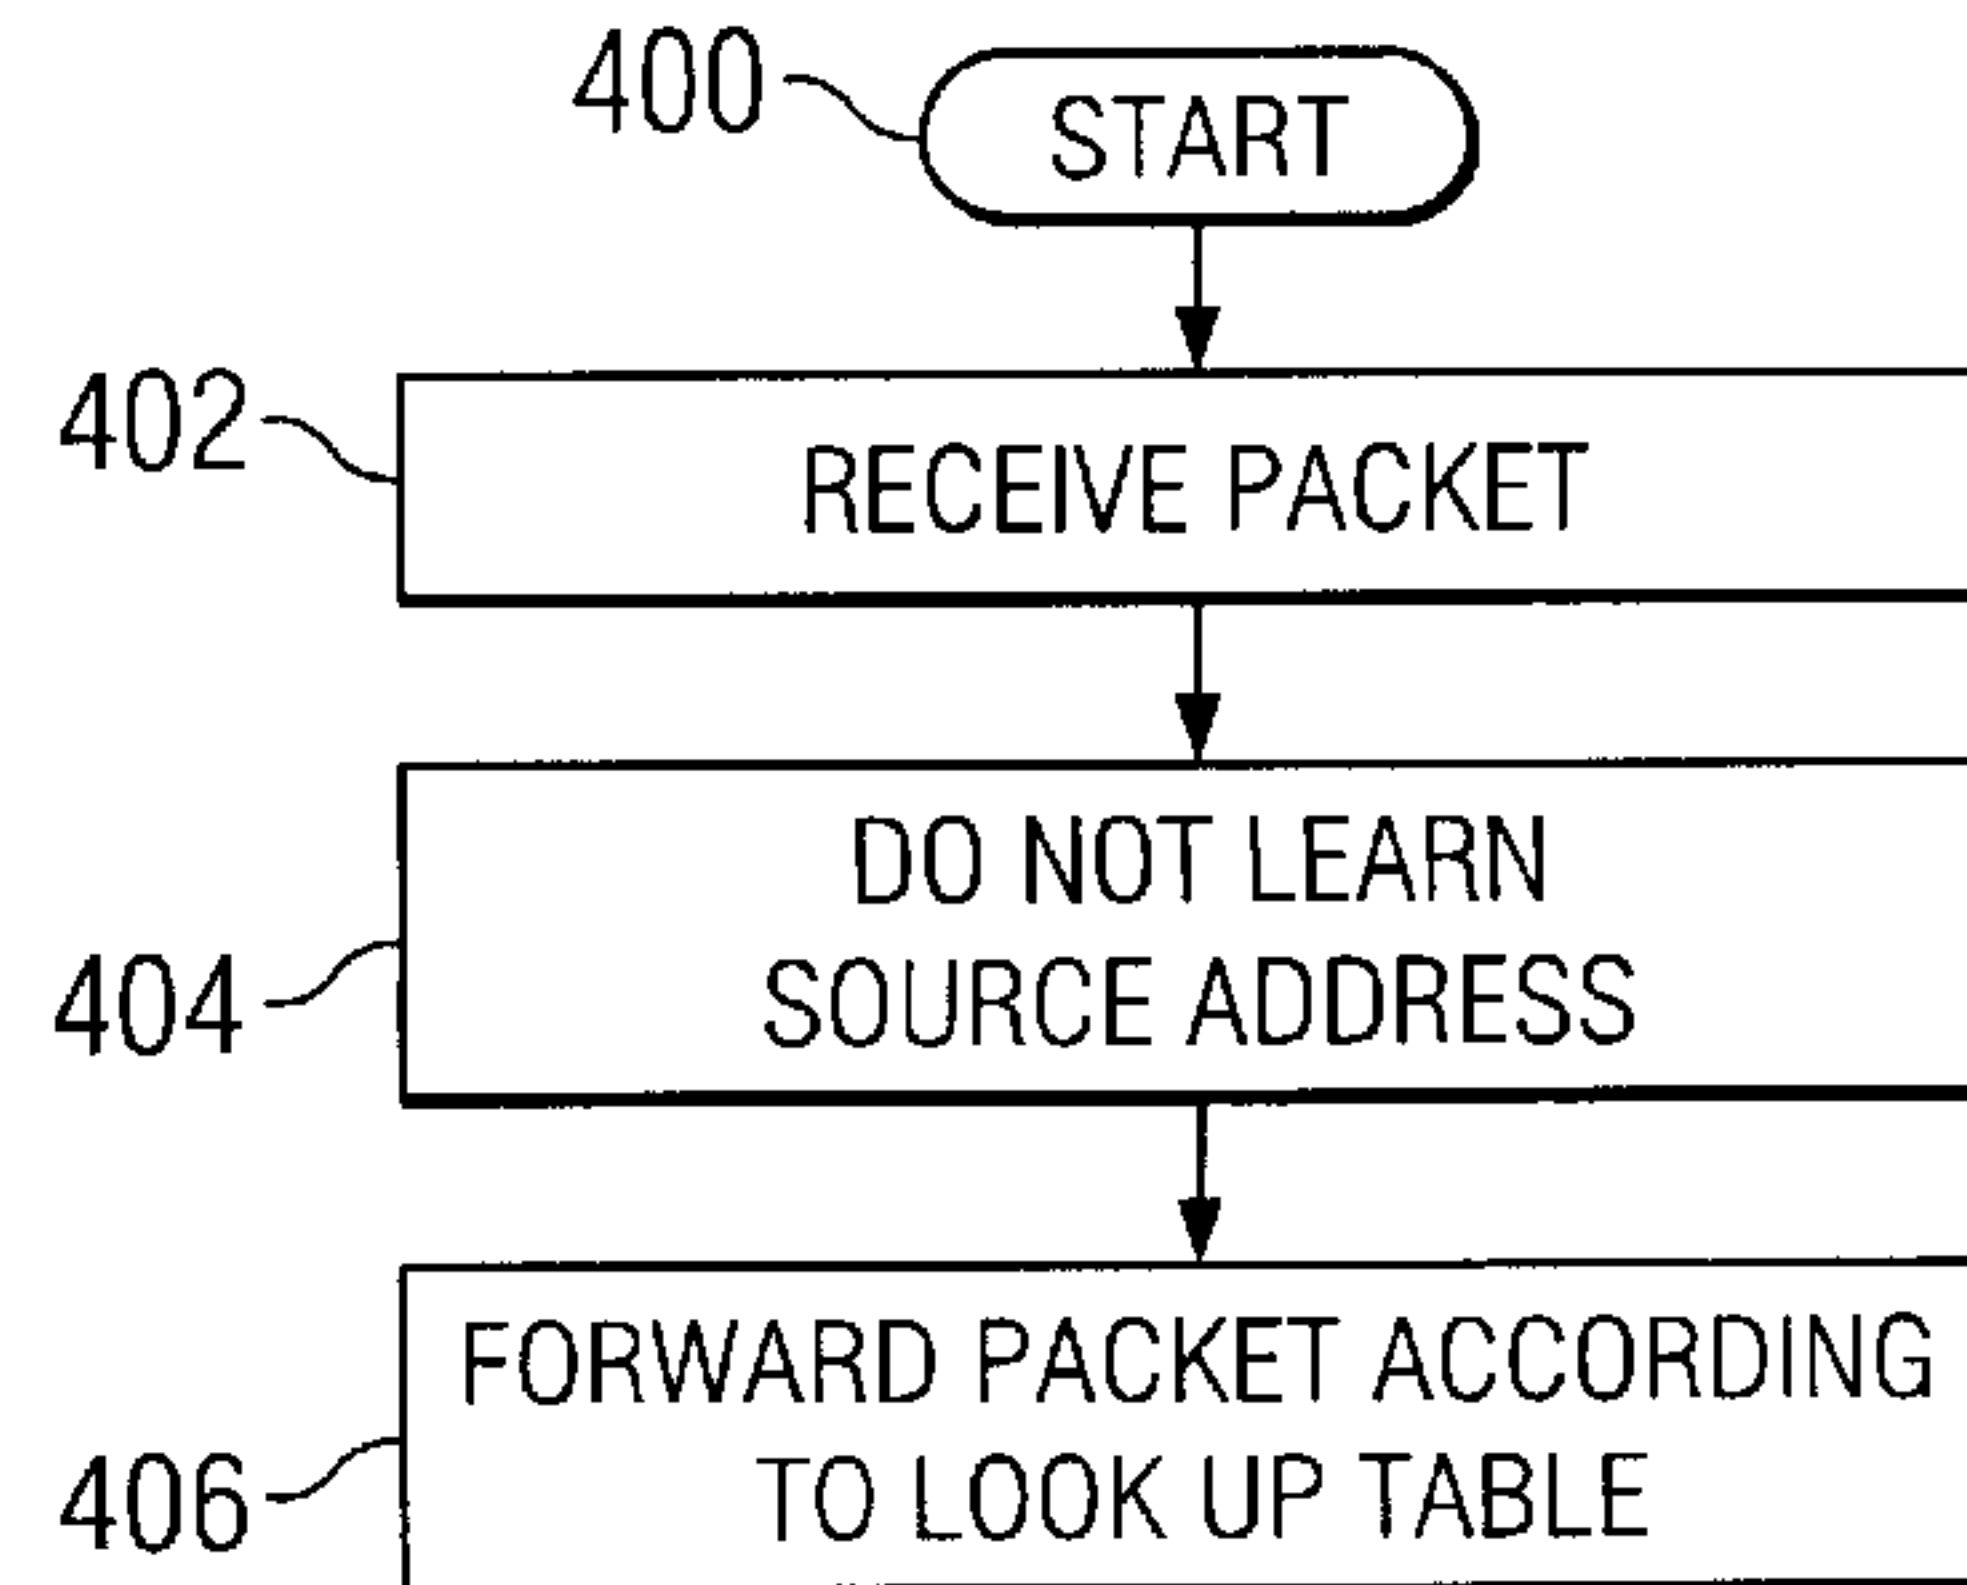 400
START
402
RECEIVE PACKET
DO NOT LEARN
SOURCE ADDRESS
404
FORWARD PACKET ACCORDING
TO LOOK UP TABLE
406